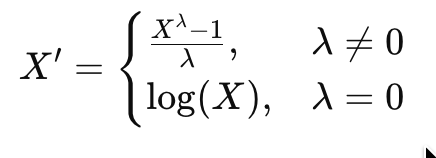 X′ = { (X^λ − 1)/λ, λ ≠ 0
log(X), λ = 0